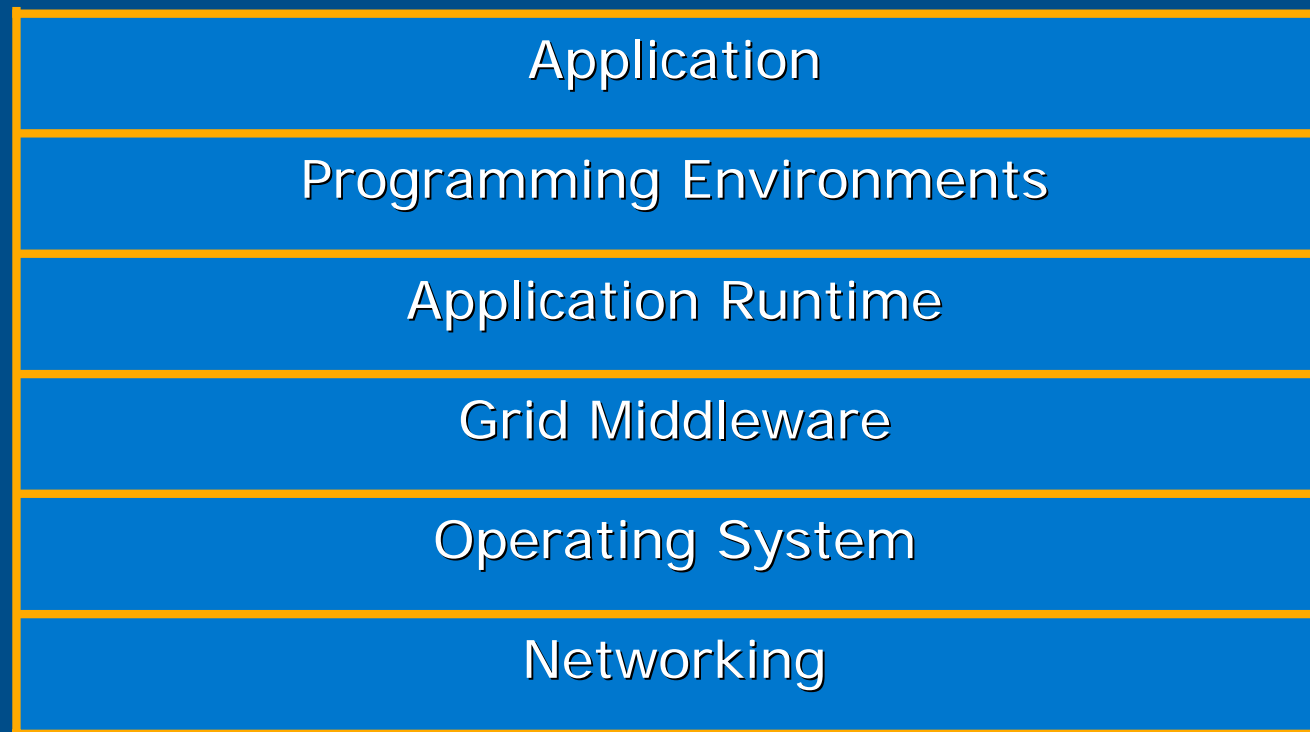 Application
Programming Environments
Application Runtime
Grid Middleware
Operating System
Networking